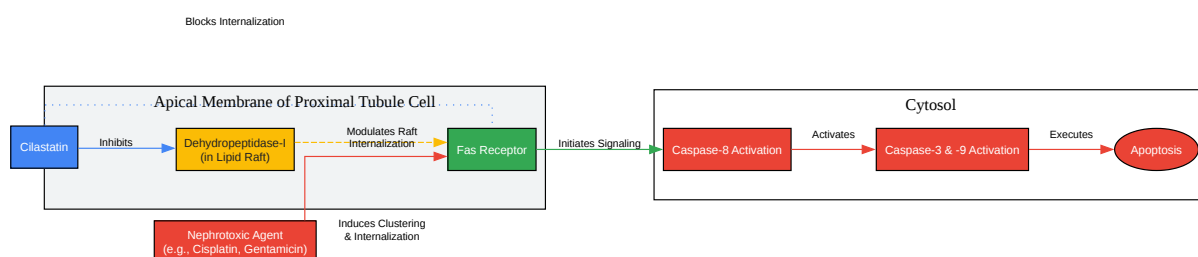 Blocks Internalization
Apical Membrane of Proximal Tubule Cell
Cytosol
Cilastatin
Inhibits
Dehydropeptidase-I
(in Lipid Raft)
Modulates Raft
Internalization
Fas Receptor
Initiates Signaling
Caspase-8 Activation
Activates
Caspase-3 & -9 Activation
Executes
Apoptosis
Nephrotoxic Agent
(e.g., Cisplatin, Gentamicin)
Induces Clustering
& Internalization